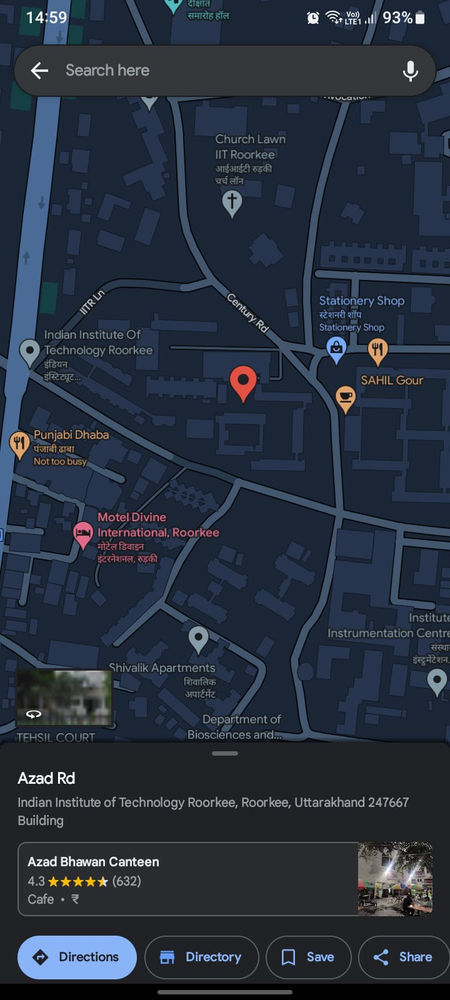 14:59
Vo))
LTE1
93%
दीक्षांत
समारोह हॉल
Search here
Church Lawn
IIT Roorkee
आईआईटी रुड़की
चर्च लॉन
IITR Ln
Century Rd
Stationery Shop
स्टेशनरी शॉप
Stationery Shop
Indian Institute Of
Technology Roorkee
इंडियन
इंस्टिट्यूट...
SAHIL Gour
Punjabi Dhaba
पंजाबी ढाबा
Not too busy
Motel Divine
International, Roorkee
मोटेल डिवाइन
इंटरनेशनल, रुड़की
Institute
Instrumentation Centre
संस्था
इंस्ट्रुमेंटेशन.
Shivalik Apartments
शिवालिक
अपार्टमेंट
Department of
Biosciences and...
TEHSIL COURT
Azad Rd
Indian Institute of Technology Roorkee, Roorkee, Uttarakhand 247667
Building
Azad Bhawan Canteen
4.3 ★★★★★ (632)
Cafe • ₹
Directions
Directory
Save
Share